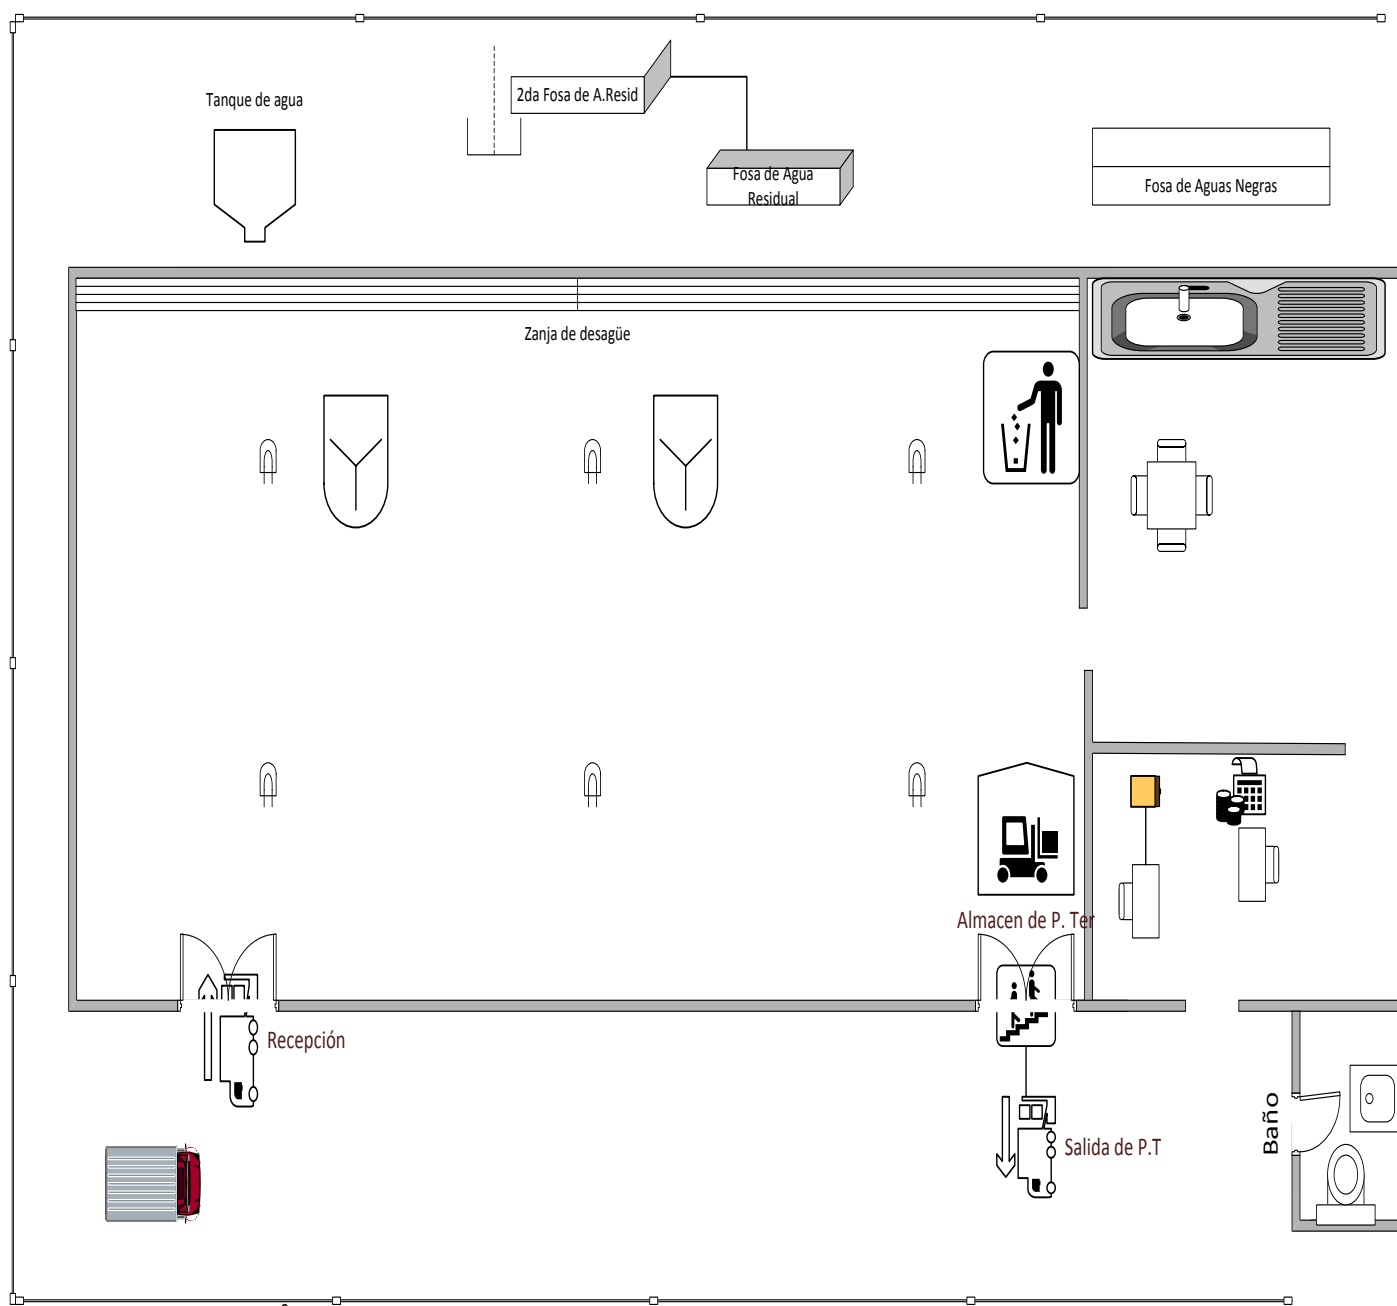 Tanque de agua
2da Fosa de A.Resid
Fosa de Agua
Residual
Fosa de Aguas Negras
Zanja de desagüe
Almacen de P. Ter
Recepción
Salida de P.T
Baño